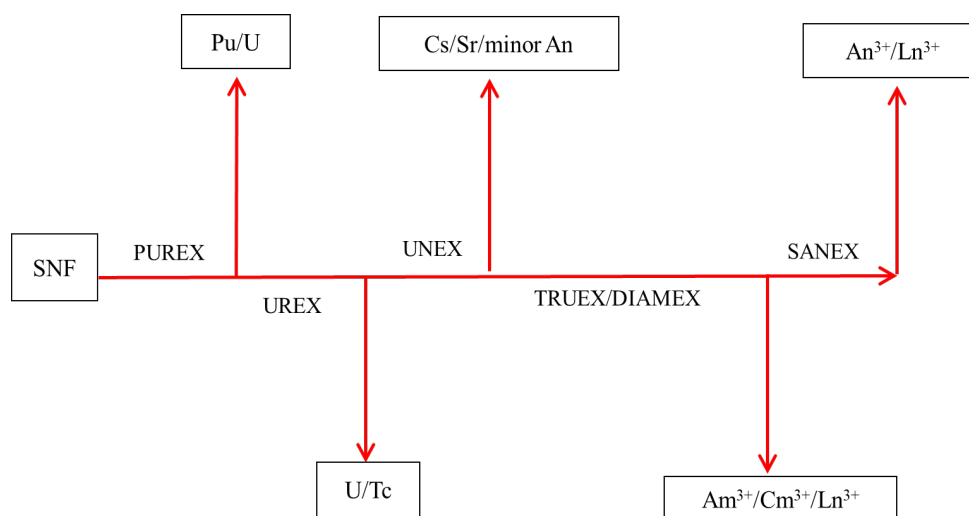 Pu/U
Cs/Sr/minor An
An³⁺/Ln³⁺
SNF
PUREX
UNEX
SANEX
UREX
TRUEX/DIAMEX
U/Tc
Am³⁺/Cm³⁺/Ln³⁺